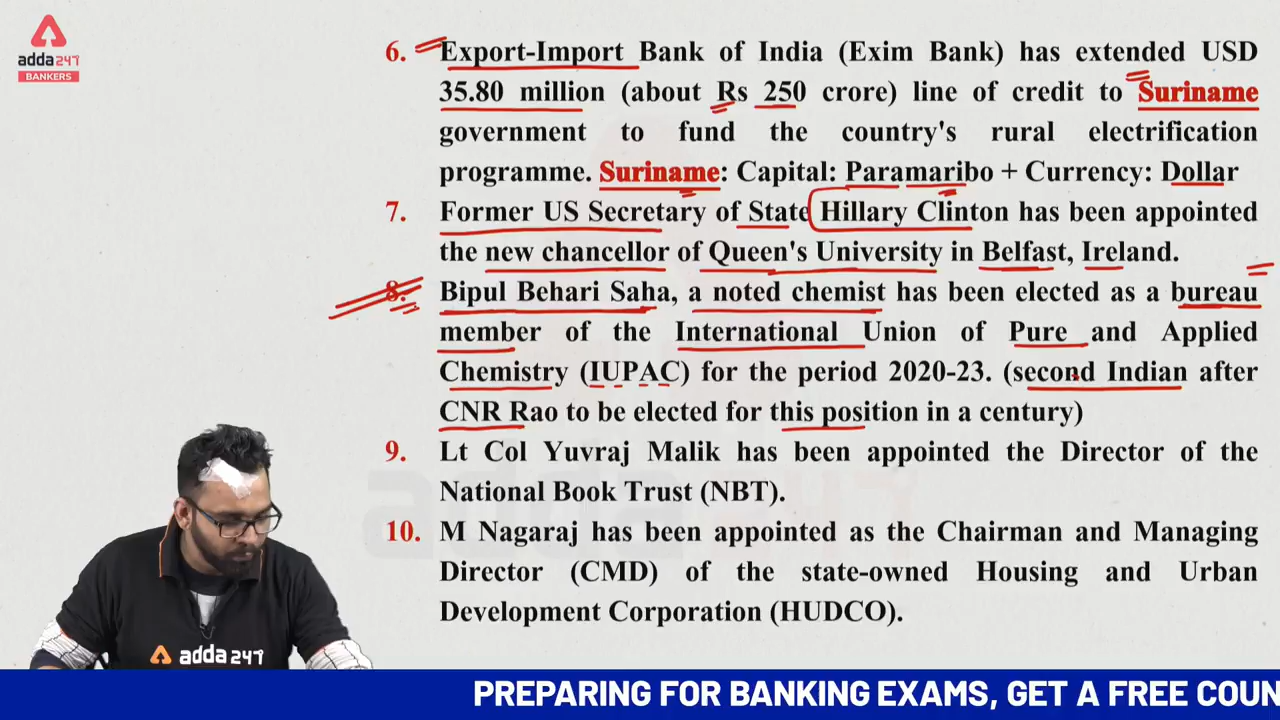 adda247
BANKERS
6. Export-Import Bank of India (Exim Bank) has extended USD
35.80 million (about Rs 250 crore) line of credit to Suriname
government to fund the country's rural electrification
programme. Suriname: Capital: Paramaribo + Currency: Dollar
7. Former US Secretary of State Hillary Clinton has been appointed
the new chancellor of Queen's University in Belfast, Ireland.
8. Bipul Behari Saha, a noted chemist has been elected as a bureau
member of the International Union of Pure and Applied
Chemistry (IUPAC) for the period 2020-23. (second Indian after
CNR Rao to be elected for this position in a century)
9. Lt Col Yuvraj Malik has been appointed the Director of the
National Book Trust (NBT).
10. M Nagaraj has been appointed as the Chairman and Managing
Director (CMD) of the state-owned Housing and Urban
Development Corporation (HUDCO).
adda247
adda247
PREPARING FOR BANKING EXAMS, GET A FREE COUN